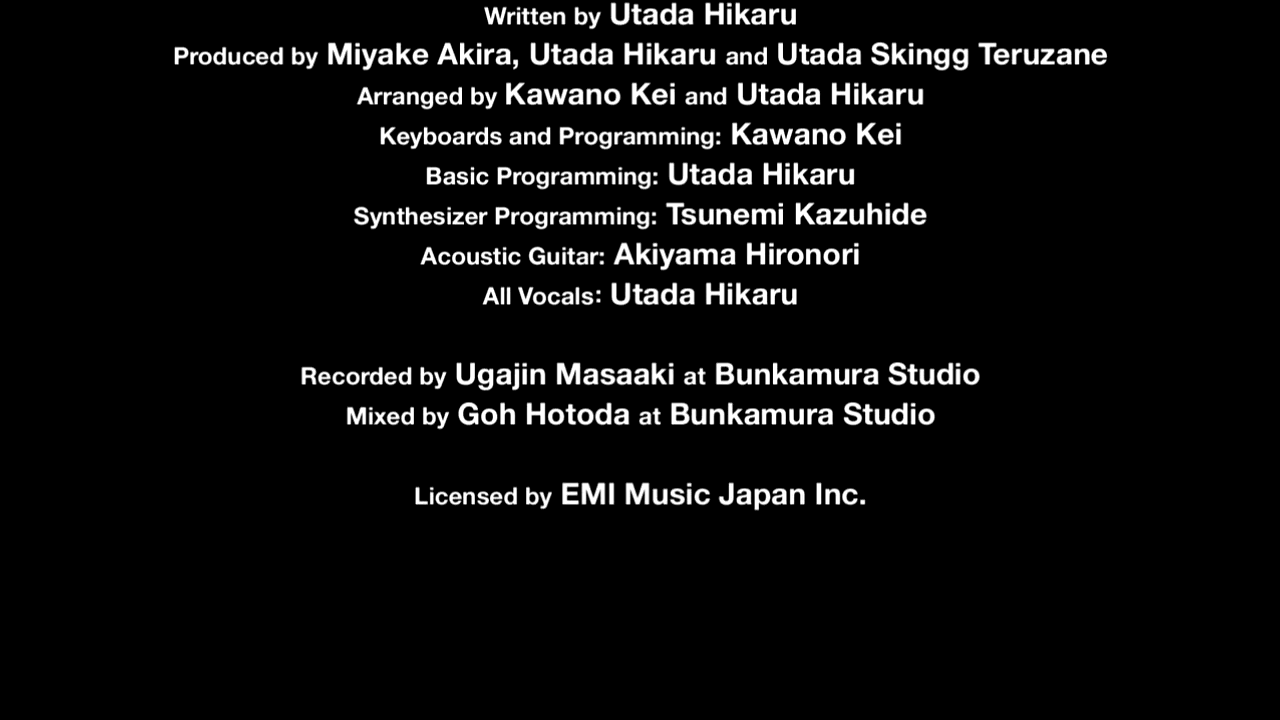 Written by Utada Hikaru
Produced by Miyake Akira, Utada Hikaru and Utada Skingg Teruzane
Arranged by Kawano Kei and Utada Hikaru
Keyboards and Programming: Kawano Kei
Basic Programming: Utada Hikaru
Synthesizer Programming: Tsunemi Kazuhide
Acoustic Guitar: Akiyama Hironori
All Vocals: Utada Hikaru
Recorded by Ugajin Masaaki at Bunkamura Studio
Mixed by Goh Hotoda at Bunkamura Studio
Licensed by EMI Music Japan Inc.